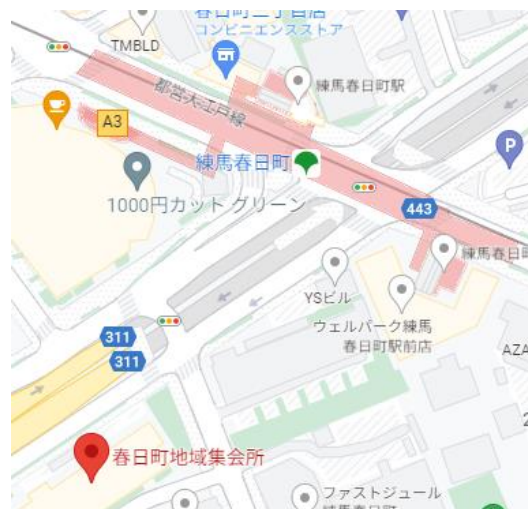 春日町三丁目店
コンビニエンスストア
TMBLD
練馬春日町駅
都営大江戸線
A3
練馬春日町
P
1000円カット グリーン
443
練馬春日町
YSビル
ウェルパーク練馬
春日町駅前店
311
311
AZA
2
春日町地域集会所
ファストジュール
練馬春日町